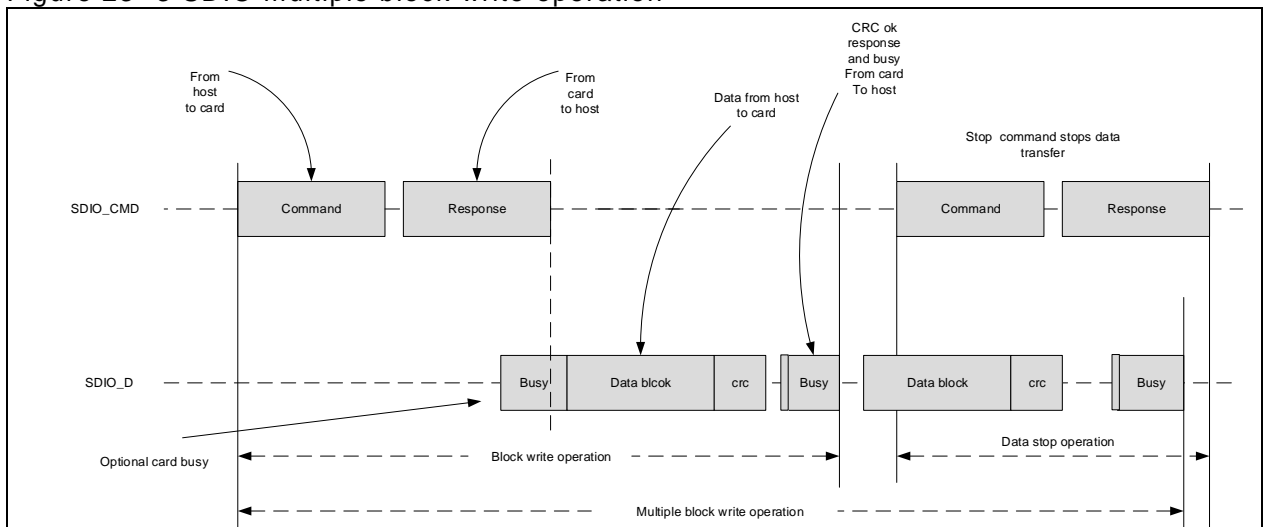 Figure SDIO Multiple block write operation
CRC ok
response
and busy
From card
To host
From
host
to card
From
card
to host
Data from host
to card
Stop command stops data
transfer
SDIO_CMD
Command
Response
Command
Response
SDIO_D
Busy
Data blcok
crc
Busy
Data block
crc
Busy
Optional card busy
Block write operation
Data stop operation
Multiple block write operation